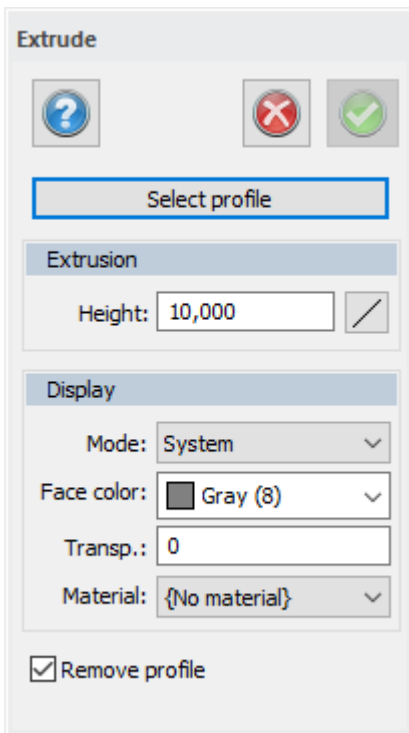 Extrude
Select profile
Extrusion
Height: 10,000
Display
Mode: System
Face color: Gray (8)
Transp.: 0
Material: {No material}
Remove profile